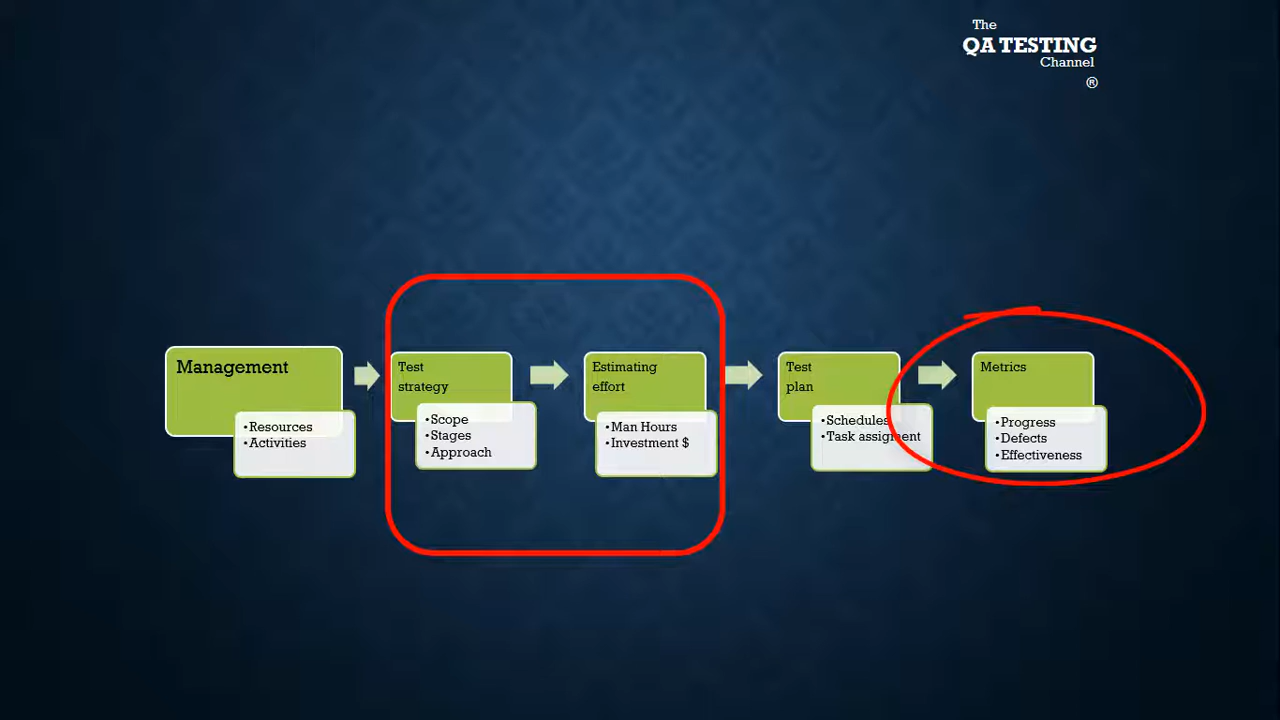 The
QA TESTING
Channel
®
Management
•Resources
•Activities
Test
strategy
•Scope
•Stages
•Approach
Estimating
effort
•Man Hours
•Investment $
Test
plan
•Schedules
•Task assigment
Metrics
•Progress
•Defects
•Effectiveness